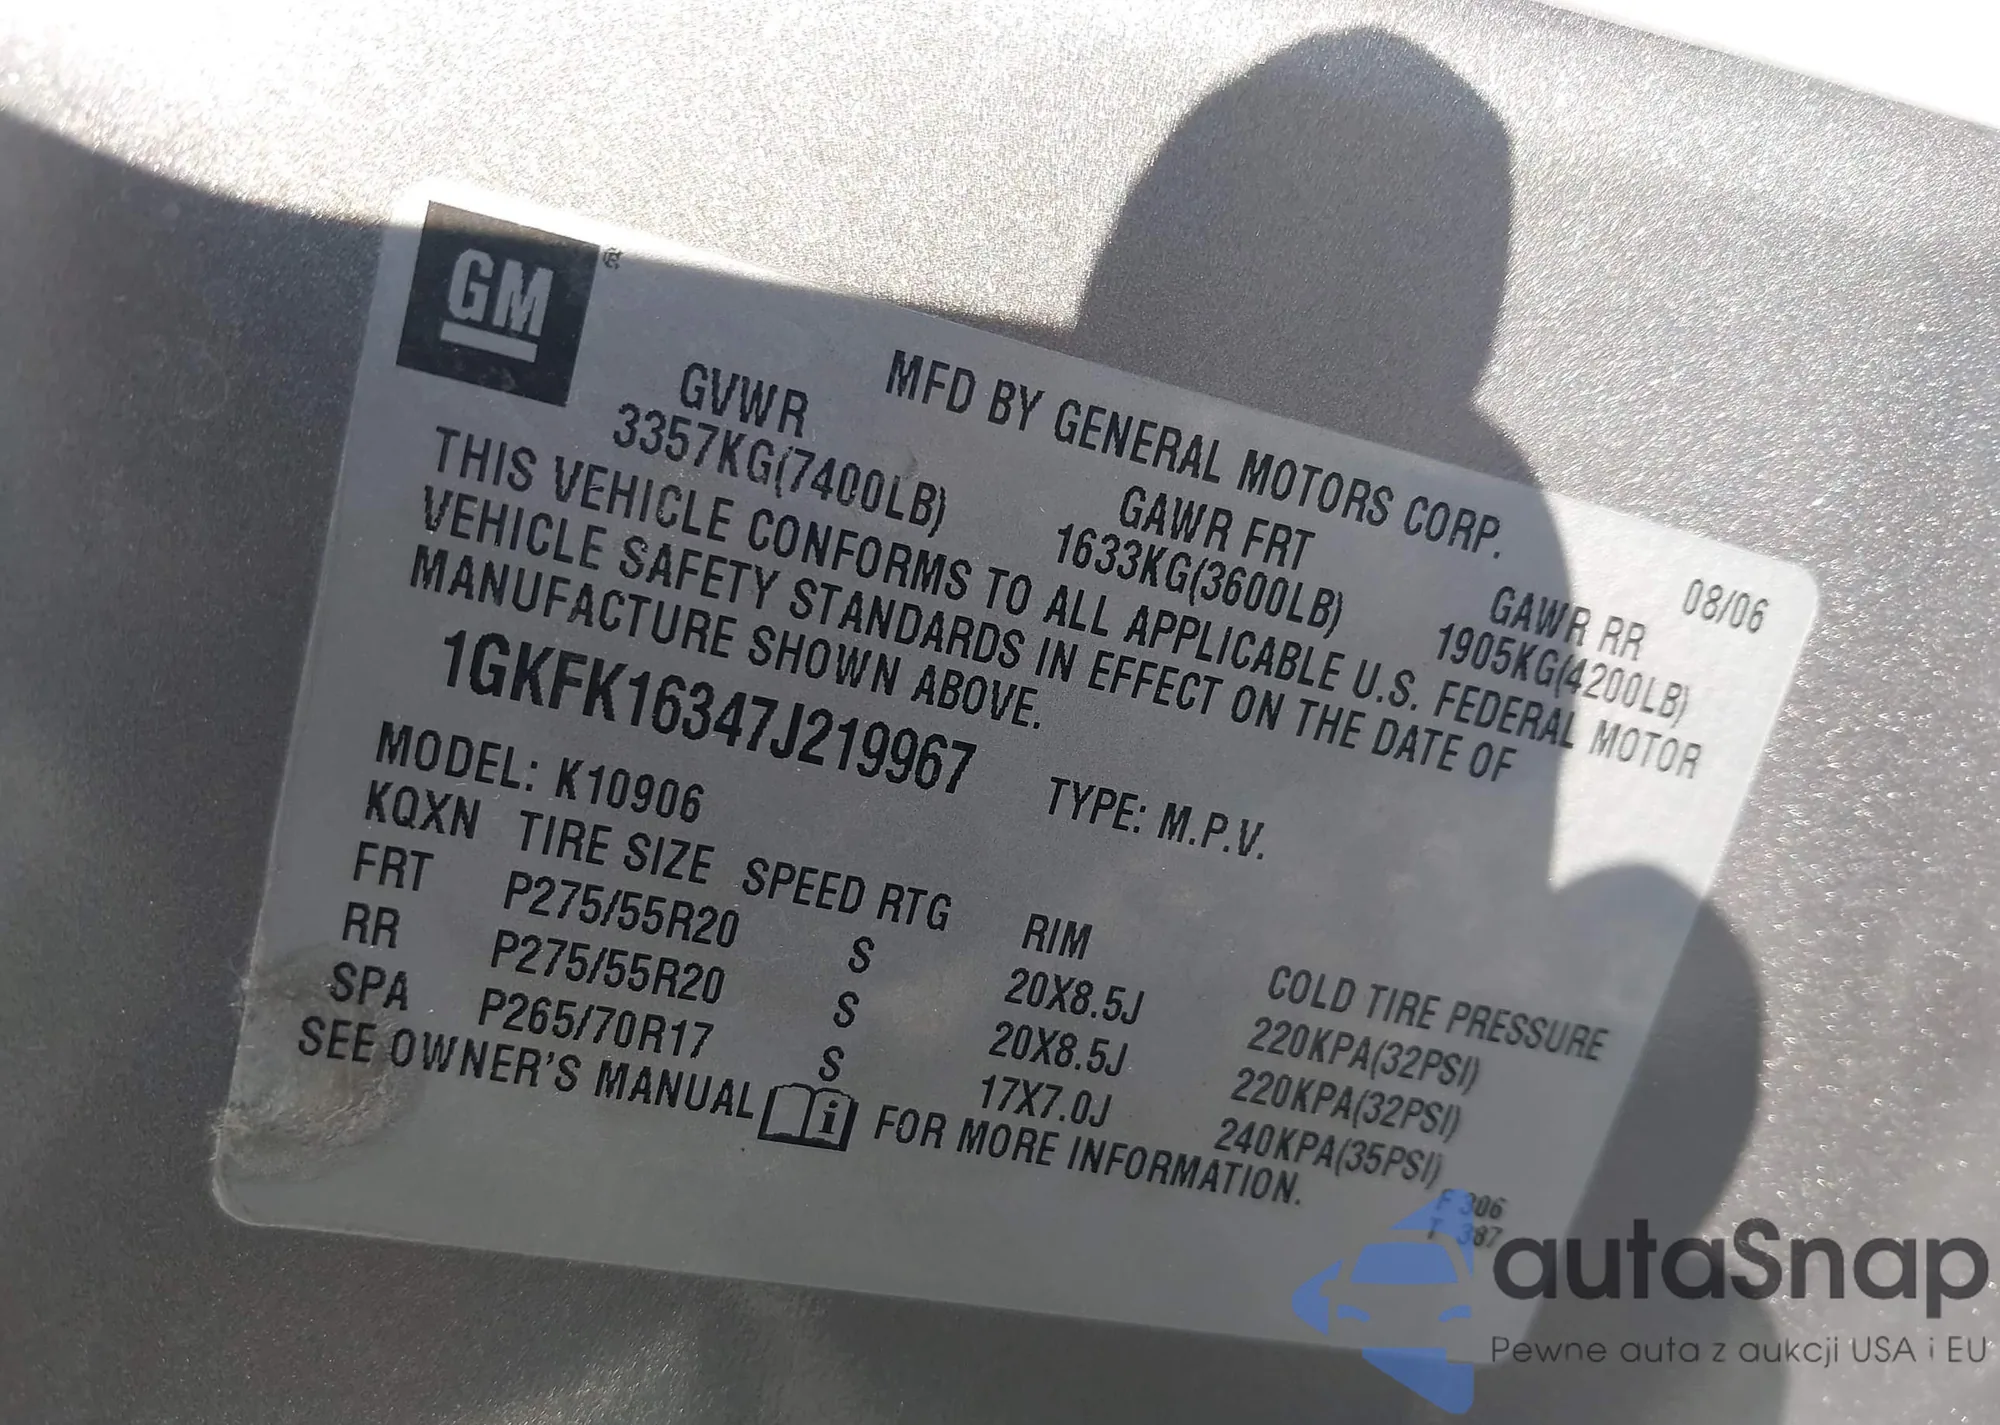 GM®
MFD BY GENERAL MOTORS CORP.
08/06
GVWR GAWR FRT GAWR RR
3357KG(7400LB) 1633KG(3600LB) 1905KG(4200LB)
THIS VEHICLE CONFORMS TO ALL APPLICABLE U.S. FEDERAL MOTOR
VEHICLE SAFETY STANDARDS IN EFFECT ON THE DATE OF
MANUFACTURE SHOWN ABOVE.
1GKFK16347J219967 TYPE: M.P.V.
MODEL: K10906
KQXN TIRE SIZE SPEED RTG RIM COLD TIRE PRESSURE
FRT P275/55R20 S 20X8.5J 220KPA(32PSI)
RR P275/55R20 S 20X8.5J 220KPA(32PSI)
SPA P265/70R17 S 17X7.0J 240KPA(35PSI)
SEE OWNER'S MANUAL i FOR MORE INFORMATION.
F 306
T 387
autaSnap
Pewne auta z aukcji USA i EU